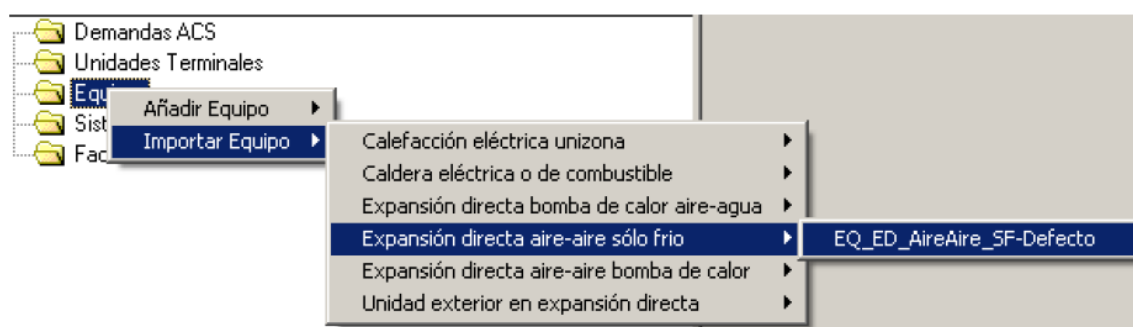 Demandas ACS
Unidades Terminales
Equ
Añadir Equipo
Sist
Importar Equipo
Fac
Calefacción eléctrica unizona
Caldera eléctrica o de combustible
Expansión directa bomba de calor aire-agua
Expansión directa aire-aire sólo frio
EQ_ED_AireAire_SF-Defecto
Expansión directa aire-aire bomba de calor
Unidad exterior en expansión directa